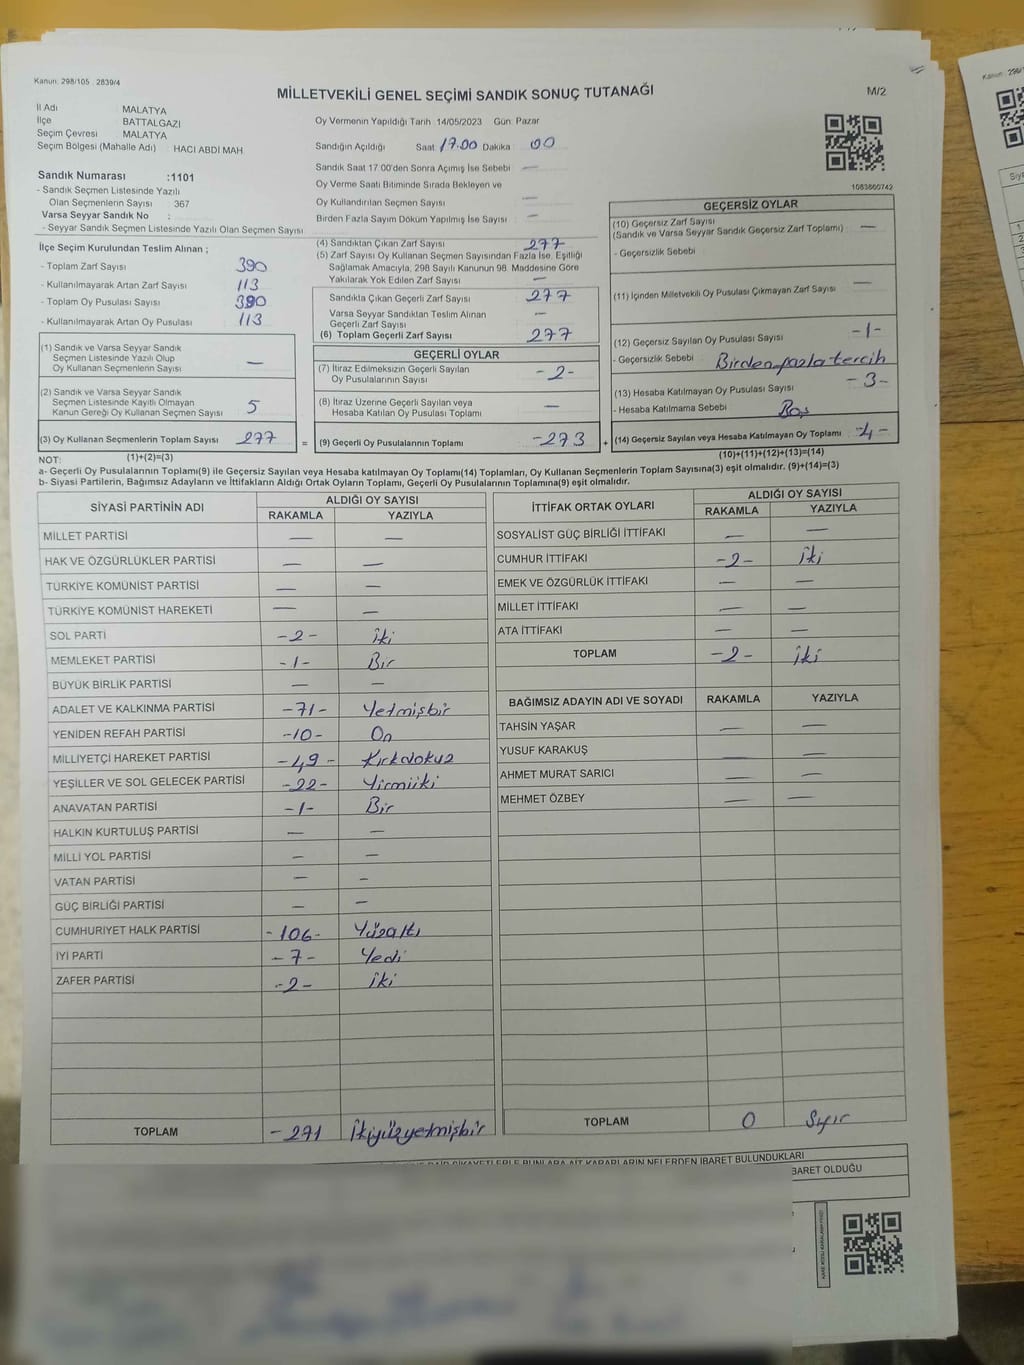 Kanun: 298/105 . 2839/4
MİLLETVEKİLİ GENEL SEÇİMİ SANDIK SONUÇ TUTANAĞI
M/2
İl Adı MALATYA
İlçe BATTALGAZI
Seçim Çevresi MALATYA
Seçim Bölgesi (Mahalle Adı) HACI ABDI MAH.
Sandık Numarası :1101
- Sandık Seçmen Listesinde Yazılı
Olan Seçmenlerin Sayısı : 367
Varsa Seyyar Sandık No :
- Seyyar Sandık Seçmen Listesinde Yazılı Olan Seçmen Sayısı :
Oy Vermenin Yapıldığı Tarih: 14/05/2023 Gün: Pazar
Sandığın Açıldığı Saat 17.00 Dakika : 00
Sandık Saat 17.00'den Sonra Açımış İse Sebebi —
Oy Verme Saati Bitiminde Sırada Bekleyen ve
Oy Kullandırılan Seçmen Sayısı —
Birden Fazla Sayım Döküm Yapılmış İse Sayısı —
1083860742
İlçe Seçim Kurulundan Teslim Alınan ;
- Toplam Zarf Sayısı 390
- Kullanılmayarak Artan Zarf Sayısı 113
- Toplam Oy Pusulası Sayısı 390
- Kullanılmayarak Artan Oy Pusulası 113
(1) Sandık ve Varsa Seyyar Sandık
Seçmen Listesinde Yazılı Olup
Oy Kullanan Seçmenlerin Sayısı —
(2) Sandık ve Varsa Seyyar Sandık
Seçmen Listesinde Kayıtlı Olmayan
Kanun Gereği Oy Kullanan Seçmen Sayısı 5
(3) Oy Kullanan Seçmenlerin Toplam Sayısı 277
(4) Sandıktan Çıkan Zarf Sayısı 277
(5) Zarf Sayısı Oy Kullanan Seçmen Sayısından Fazla İse, Eşitliği
Sağlamak Amacıyla, 298 Sayılı Kanunun 98. Maddesine Göre
Yakılarak Yok Edilen Zarf Sayısı —
Sandıkta Çıkan Geçerli Zarf Sayısı 277
Varsa Seyyar Sandıktan Teslim Alınan
Geçerli Zarf Sayısı —
(6) Toplam Geçerli Zarf Sayısı 277
GEÇERLİ OYLAR
(7) İtiraz Edilmeksizin Geçerli Sayılan
Oy Pusulalarının Sayısı -2-
(8) İtiraz Üzerine Geçerli Sayılan veya
Hesaba Katılan Oy Pusulası Toplamı —
= (9) Geçerli Oy Pusulalarının Toplamı -273
GEÇERSİZ OYLAR
(10) Geçersiz Zarf Sayısı
(Sandık ve Varsa Seyyar Sandık Geçersiz Zarf Toplamı) —
- Geçersizlik Sebebi
(11) İçinden Milletvekili Oy Pusulası Çıkmayan Zarf Sayısı —
(12) Geçersiz Sayılan Oy Pusulası Sayısı -1-
- Geçersizlik Sebebi Birden fazla tercih
(13) Hesaba Katılmayan Oy Pusulası Sayısı -3-
- Hesaba Katılmama Sebebi Boş
+ (14) Geçersiz Sayılan veya Hesaba Katılmayan Oy Toplamı -4-
NOT: (1)+(2)=(3) (10)+(11)+(12)+(13)=(14)
a- Geçerli Oy Pusulalarının Toplamı(9) ile Geçersiz Sayılan veya Hesaba katılmayan Oy Toplamı(14) Toplamları, Oy Kullanan Seçmenlerin Toplam Sayısına(3) eşit olmalıdır. (9)+(14)=(3)
b- Siyasi Partilerin, Bağımsız Adayların ve İttifakların Aldığı Ortak Oyların Toplamı, Geçerli Oy Pusulalarının Toplamına(9) eşit olmalıdır.
SİYASİ PARTİNİN ADI ALDIĞI OY SAYISI
RAKAMLA YAZIYLA
MİLLET PARTİSİ — —
HAK VE ÖZGÜRLÜKLER PARTİSİ — —
TÜRKİYE KOMÜNİST PARTİSİ — —
TÜRKİYE KOMÜNİST HAREKETİ — —
SOL PARTİ -2- iki
MEMLEKET PARTİSİ -1- Bir
BÜYÜK BİRLİK PARTİSİ — —
ADALET VE KALKINMA PARTİSİ -71- Yetmişbir
YENİDEN REFAH PARTİSİ -10- On
MİLLİYETÇİ HAREKET PARTİSİ -49- Kırkdokuz
YEŞİLLER VE SOL GELECEK PARTİSİ -22- Yirmiiki
ANAVATAN PARTİSİ -1- Bir
HALKIN KURTULUŞ PARTİSİ — —
MİLLİ YOL PARTİSİ — —
VATAN PARTİSİ — —
GÜÇ BİRLİĞİ PARTİSİ — —
CUMHURİYET HALK PARTİSİ -106- Yüzaltı
İYİ PARTİ -7- Yedi
ZAFER PARTİSİ -2- iki
TOPLAM -271 İkiyüzyetmişbir
İTTİFAK ORTAK OYLARI ALDIĞI OY SAYISI
RAKAMLA YAZIYLA
SOSYALİST GÜÇ BİRLİĞİ İTTİFAKI — —
CUMHUR İTTİFAKI -2- iki
EMEK VE ÖZGÜRLÜK İTTİFAKI — —
MİLLET İTTİFAKI — —
ATA İTTİFAKI — —
TOPLAM -2- iki
BAĞIMSIZ ADAYIN ADI VE SOYADI RAKAMLA YAZIYLA
TAHSİN YAŞAR — —
YUSUF KARAKUŞ — —
AHMET MURAT SARICI — —
MEHMET ÖZBEY — —
TOPLAM 0 Sıfır
ŞİKAYETLERLE BUNLARA AİT KARARLARIN NELERDEN İBARET BULUNDUKLARI
İBARET OLDUĞU